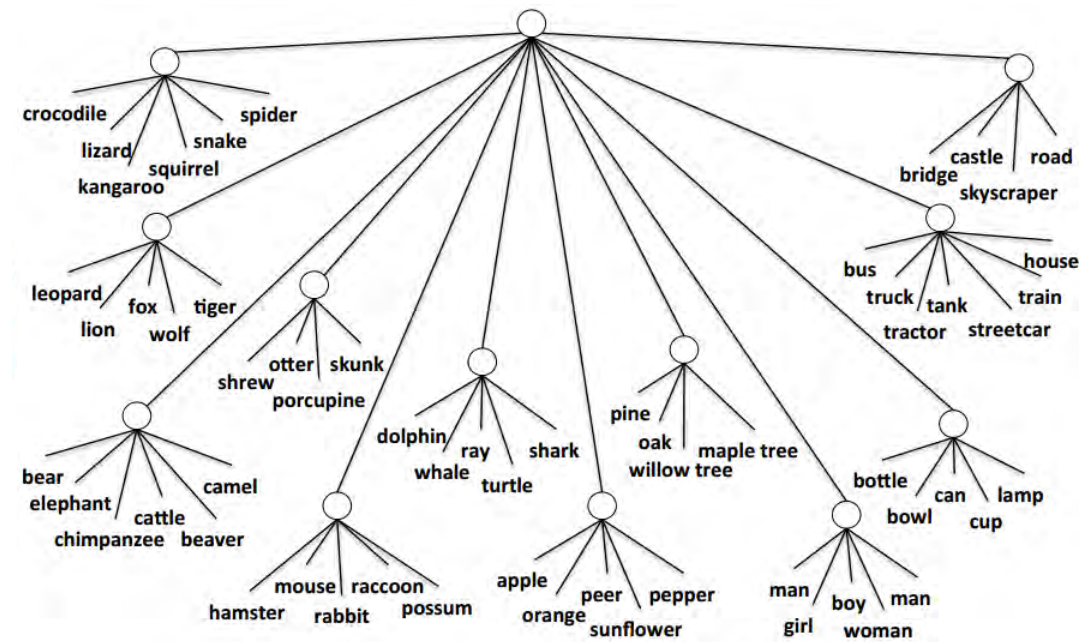 crocodile
lizard
kangaroo
squirrel
snake
spider
bridge
castle
skyscraper
road
leopard
lion
fox
wolf
tiger
shrew
otter
porcupine
skunk
bus
truck
tractor
tank
streetcar
train
house
bear
elephant
chimpanzee
cattle
beaver
camel
dolphin
whale
ray
turtle
shark
pine
oak
willow tree
maple tree
bottle
bowl
can
cup
lamp
hamster
mouse
rabbit
raccoon
possum
apple
orange
peer
sunflower
pepper
man
girl
boy
woman
man